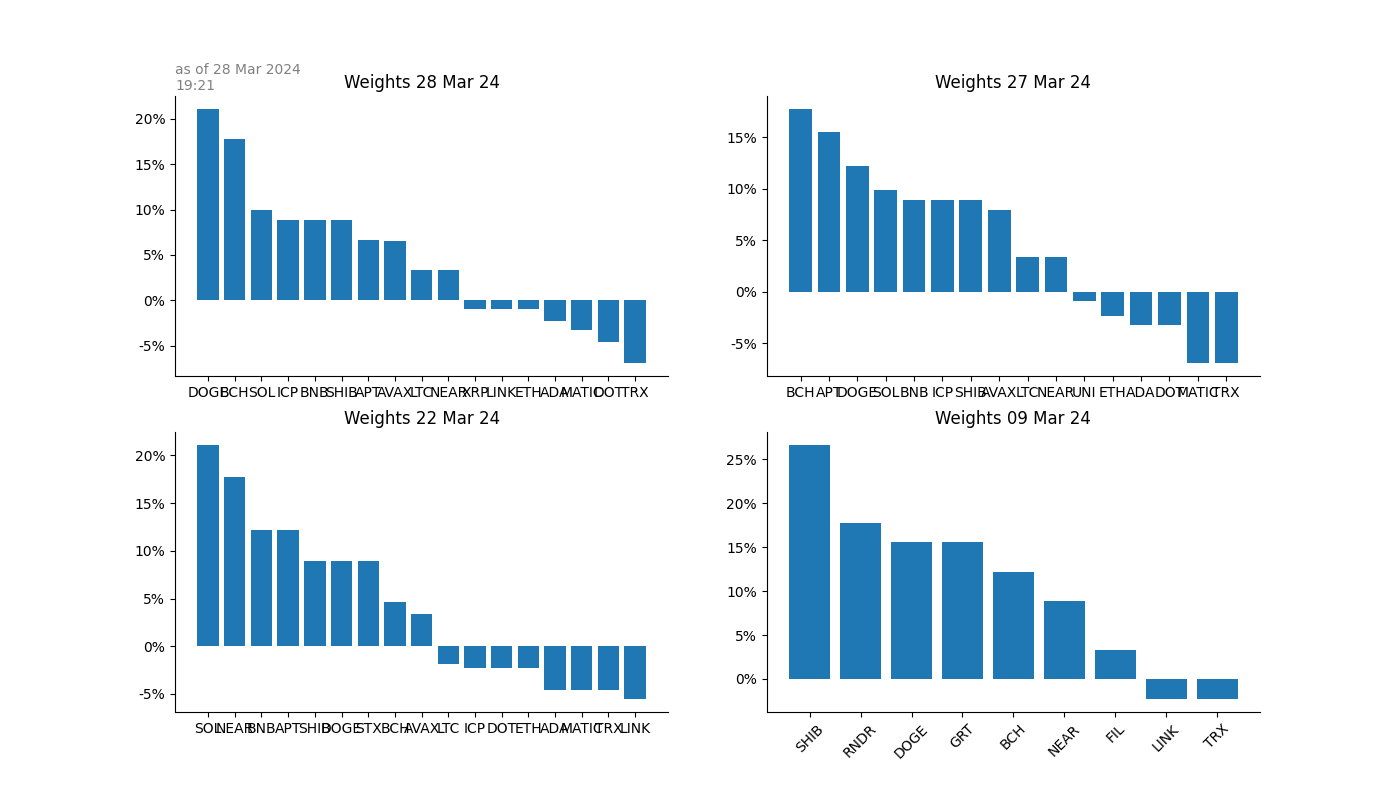 as of 28 Mar 2024
19:21
Weights 28 Mar 24
20%
15%
10%
5%
0%
-5%
DOGE BCH SOL ICP BNB SHIB APT AVAX LTC NEAR XRP LINK ETH ADA MATIC DOT TRX
Weights 27 Mar 24
15%
10%
5%
0%
-5%
BCH APT DOGE SOL BNB ICP SHIB AVAX LTC NEAR UNI ETH ADA DOT MATIC TRX
Weights 22 Mar 24
20%
15%
10%
5%
0%
-5%
SOL NEAR BNB APT SHIB DOGE STX BCH AVAX LTC ICP DOT ETH ADA MATIC TRX LINK
Weights 09 Mar 24
25%
20%
15%
10%
5%
0%
SHIB RNDR DOGE GRT BCH NEAR FIL LINK TRX